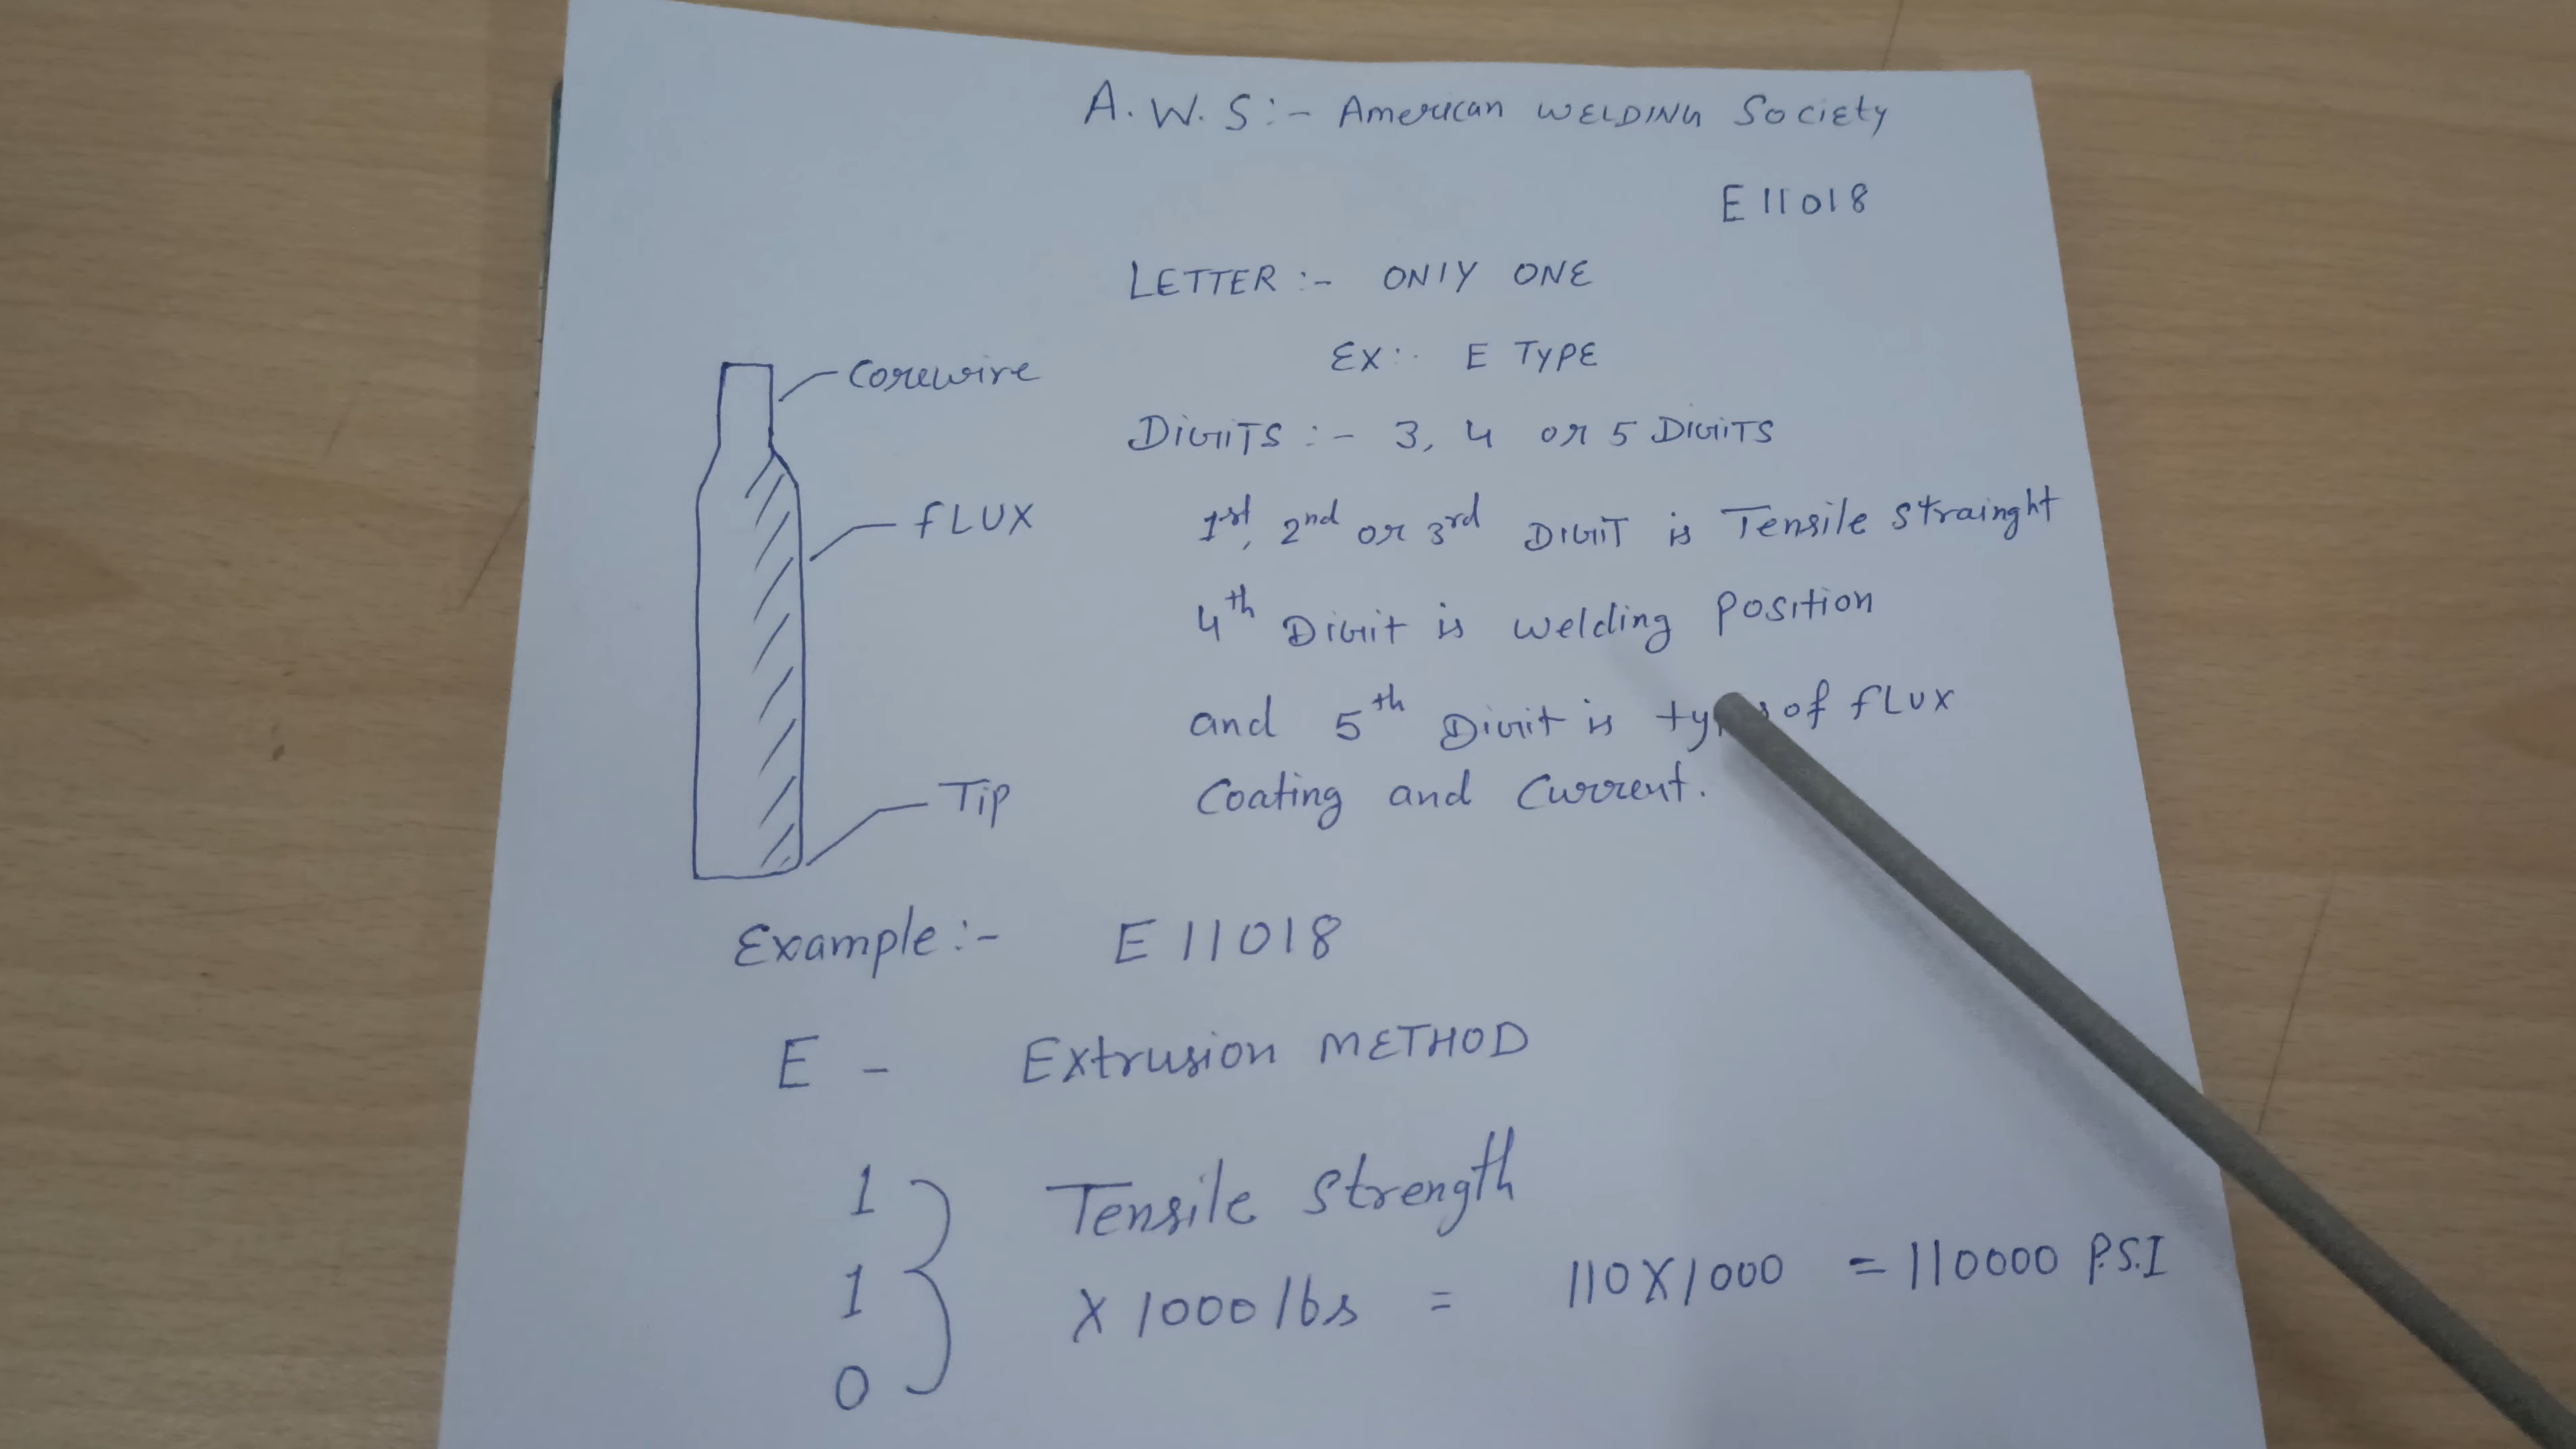 A.W.S:- American WELDING Society
E11018
LETTER :- ONLY ONE
EX:- E TYPE
Corewire
DIGITS :- 3, 4 or 5 DIGITS
FLUX
1st, 2nd or 3rd DIGIT is Tensile Strainght
4th Digit is welding Position
and 5th Digit is of FLUX
Tip
Coating and Current.
Example:- E11018
E - Extrusion METHOD
1
1
0
Tensile Strength
X 1000 lbs = 110X1000 = 110000 P.S.I